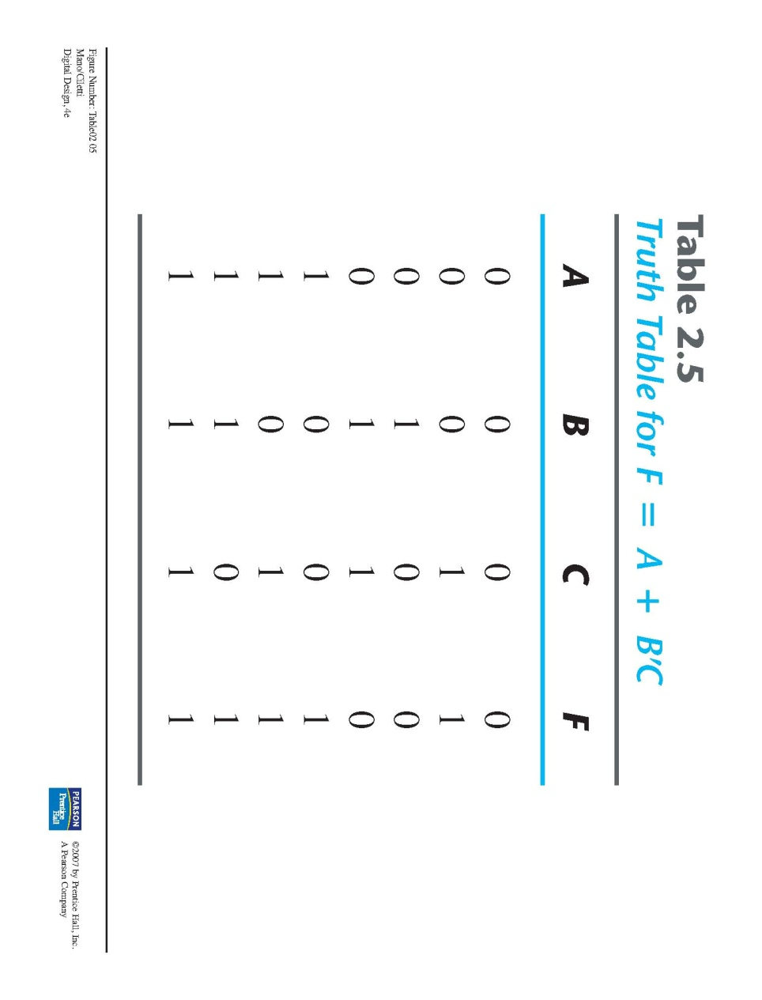 Table 2.5
Truth Table for F = A + B'C
A B C F
0 0 0 0
0 0 1 1
0 1 0 0
0 1 1 0
1 0 0 1
1 0 1 1
1 1 0 1
1 1 1 1
Figure Number: Table02 05
Mano/Ciletti
Digital Design, 4e
PEARSON
Prentice
Hall
©2007 by Prentice Hall, Inc.
A Pearson Company